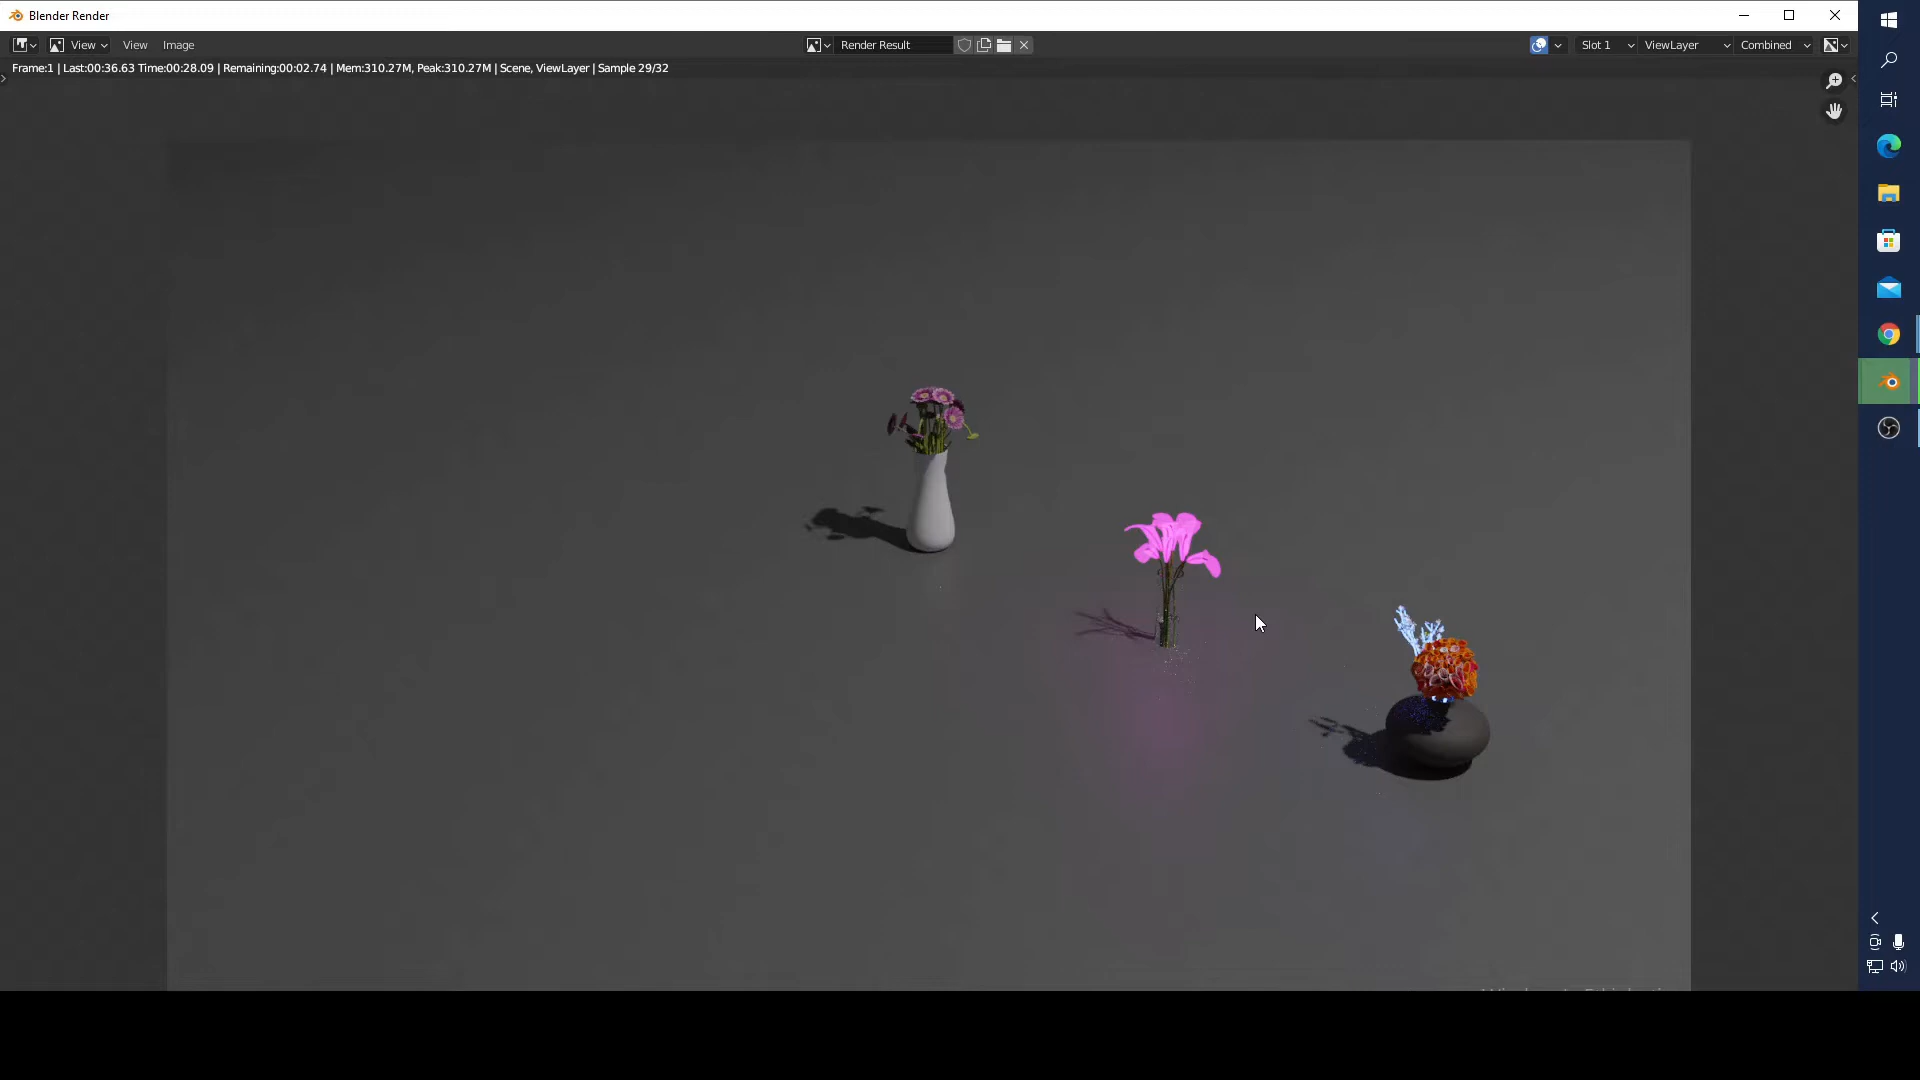 Blender Render
View View Image Render Result Slot 1 ViewLayer Combined
Frame:1 | Last:00:36.63 Time:00:28.09 | Remaining:00:02.74 | Mem:310.27M, Peak:310.27M | Scene, ViewLayer | Sample 29/32